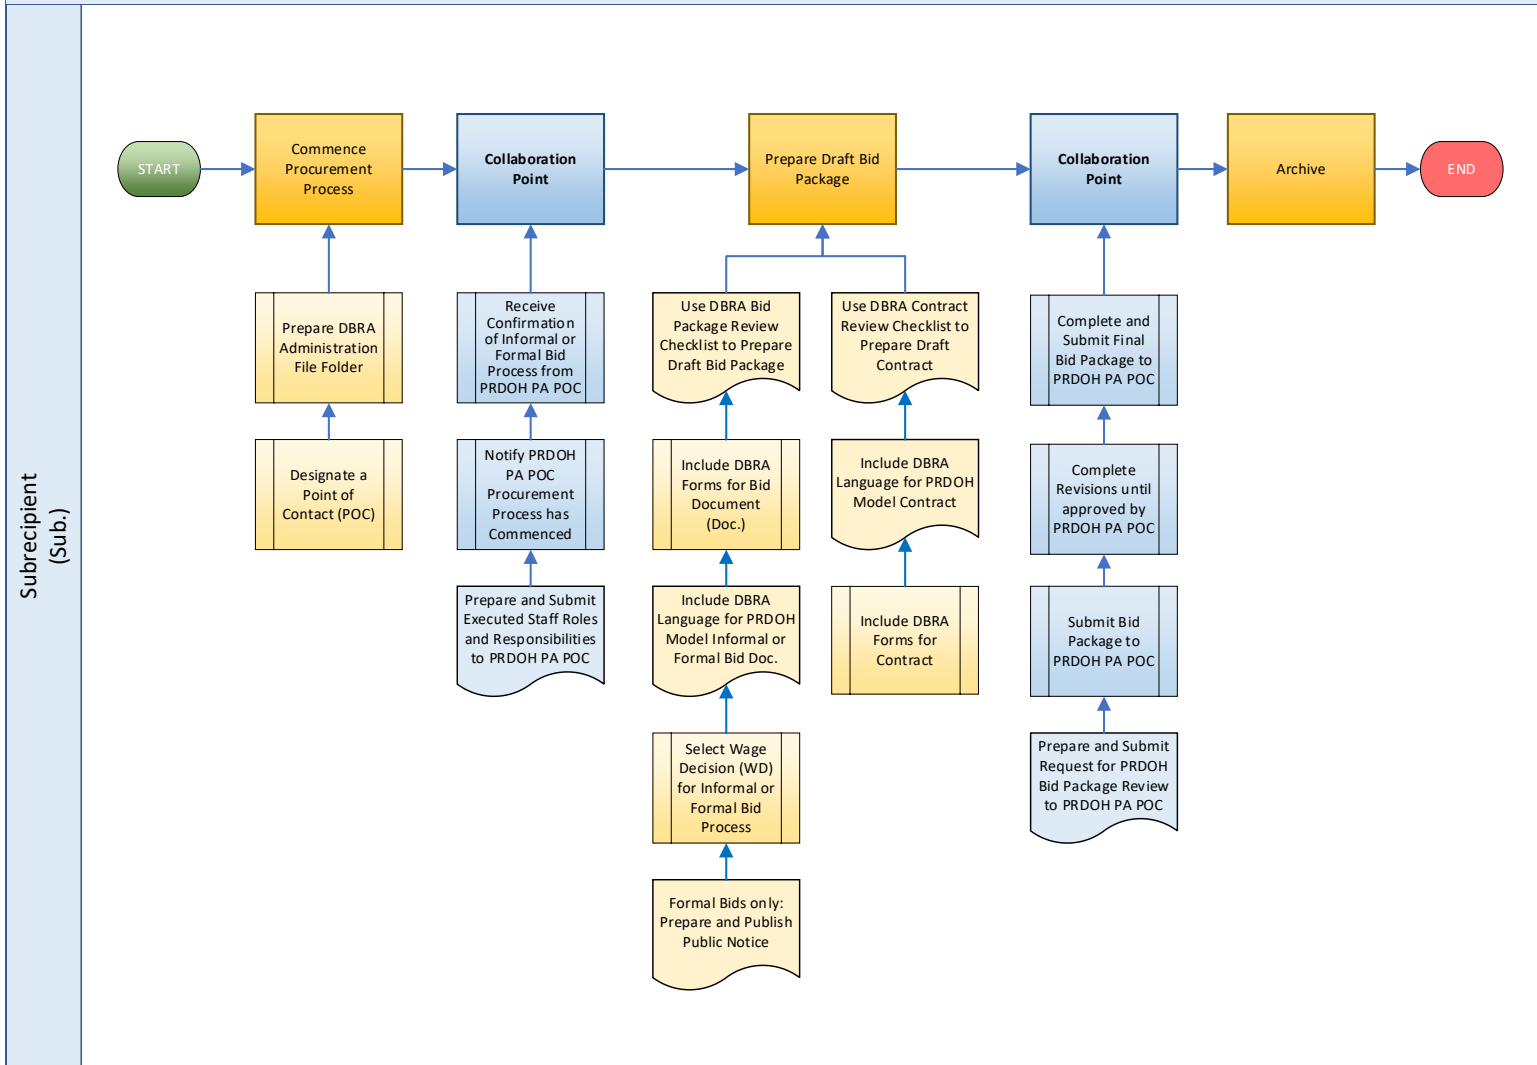 Subrecipient
(Sub.)
START
Commence
Procurement
Process
Collaboration
Point
Prepare Draft Bid
Package
Collaboration
Point
Archive
END
Prepare DBRA
Administration
File Folder
Designate a
Point of
Contact (POC)
Receive
Confirmation
of Informal or
Formal Bid
Process from
PRDOH PA POC
Notify PRDOH
PA POC
Procurement
Process has
Commenced
Prepare and Submit
Executed Staff Roles
and Responsibilities
to PRDOH PA POC
Use DBRA Bid
Package Review
Checklist to Prepare
Draft Bid Package
Include DBRA
Forms for Bid
Document
(Doc.)
Include DBRA
Language for PRDOH
Model Informal or
Formal Bid Doc.
Select Wage
Decision (WD)
for Informal or
Formal Bid
Process
Formal Bids only:
Prepare and Publish
Public Notice
Use DBRA Contract
Review Checklist to
Prepare Draft
Contract
Include DBRA
Language for PRDOH
Model Contract
Include DBRA
Forms for
Contract
Complete and
Submit Final
Bid Package to
PRDOH PA POC
Complete
Revisions until
approved by
PRDOH PA POC
Submit Bid
Package to
PRDOH PA POC
Prepare and Submit
Request for PRDOH
Bid Package Review
to PRDOH PA POC